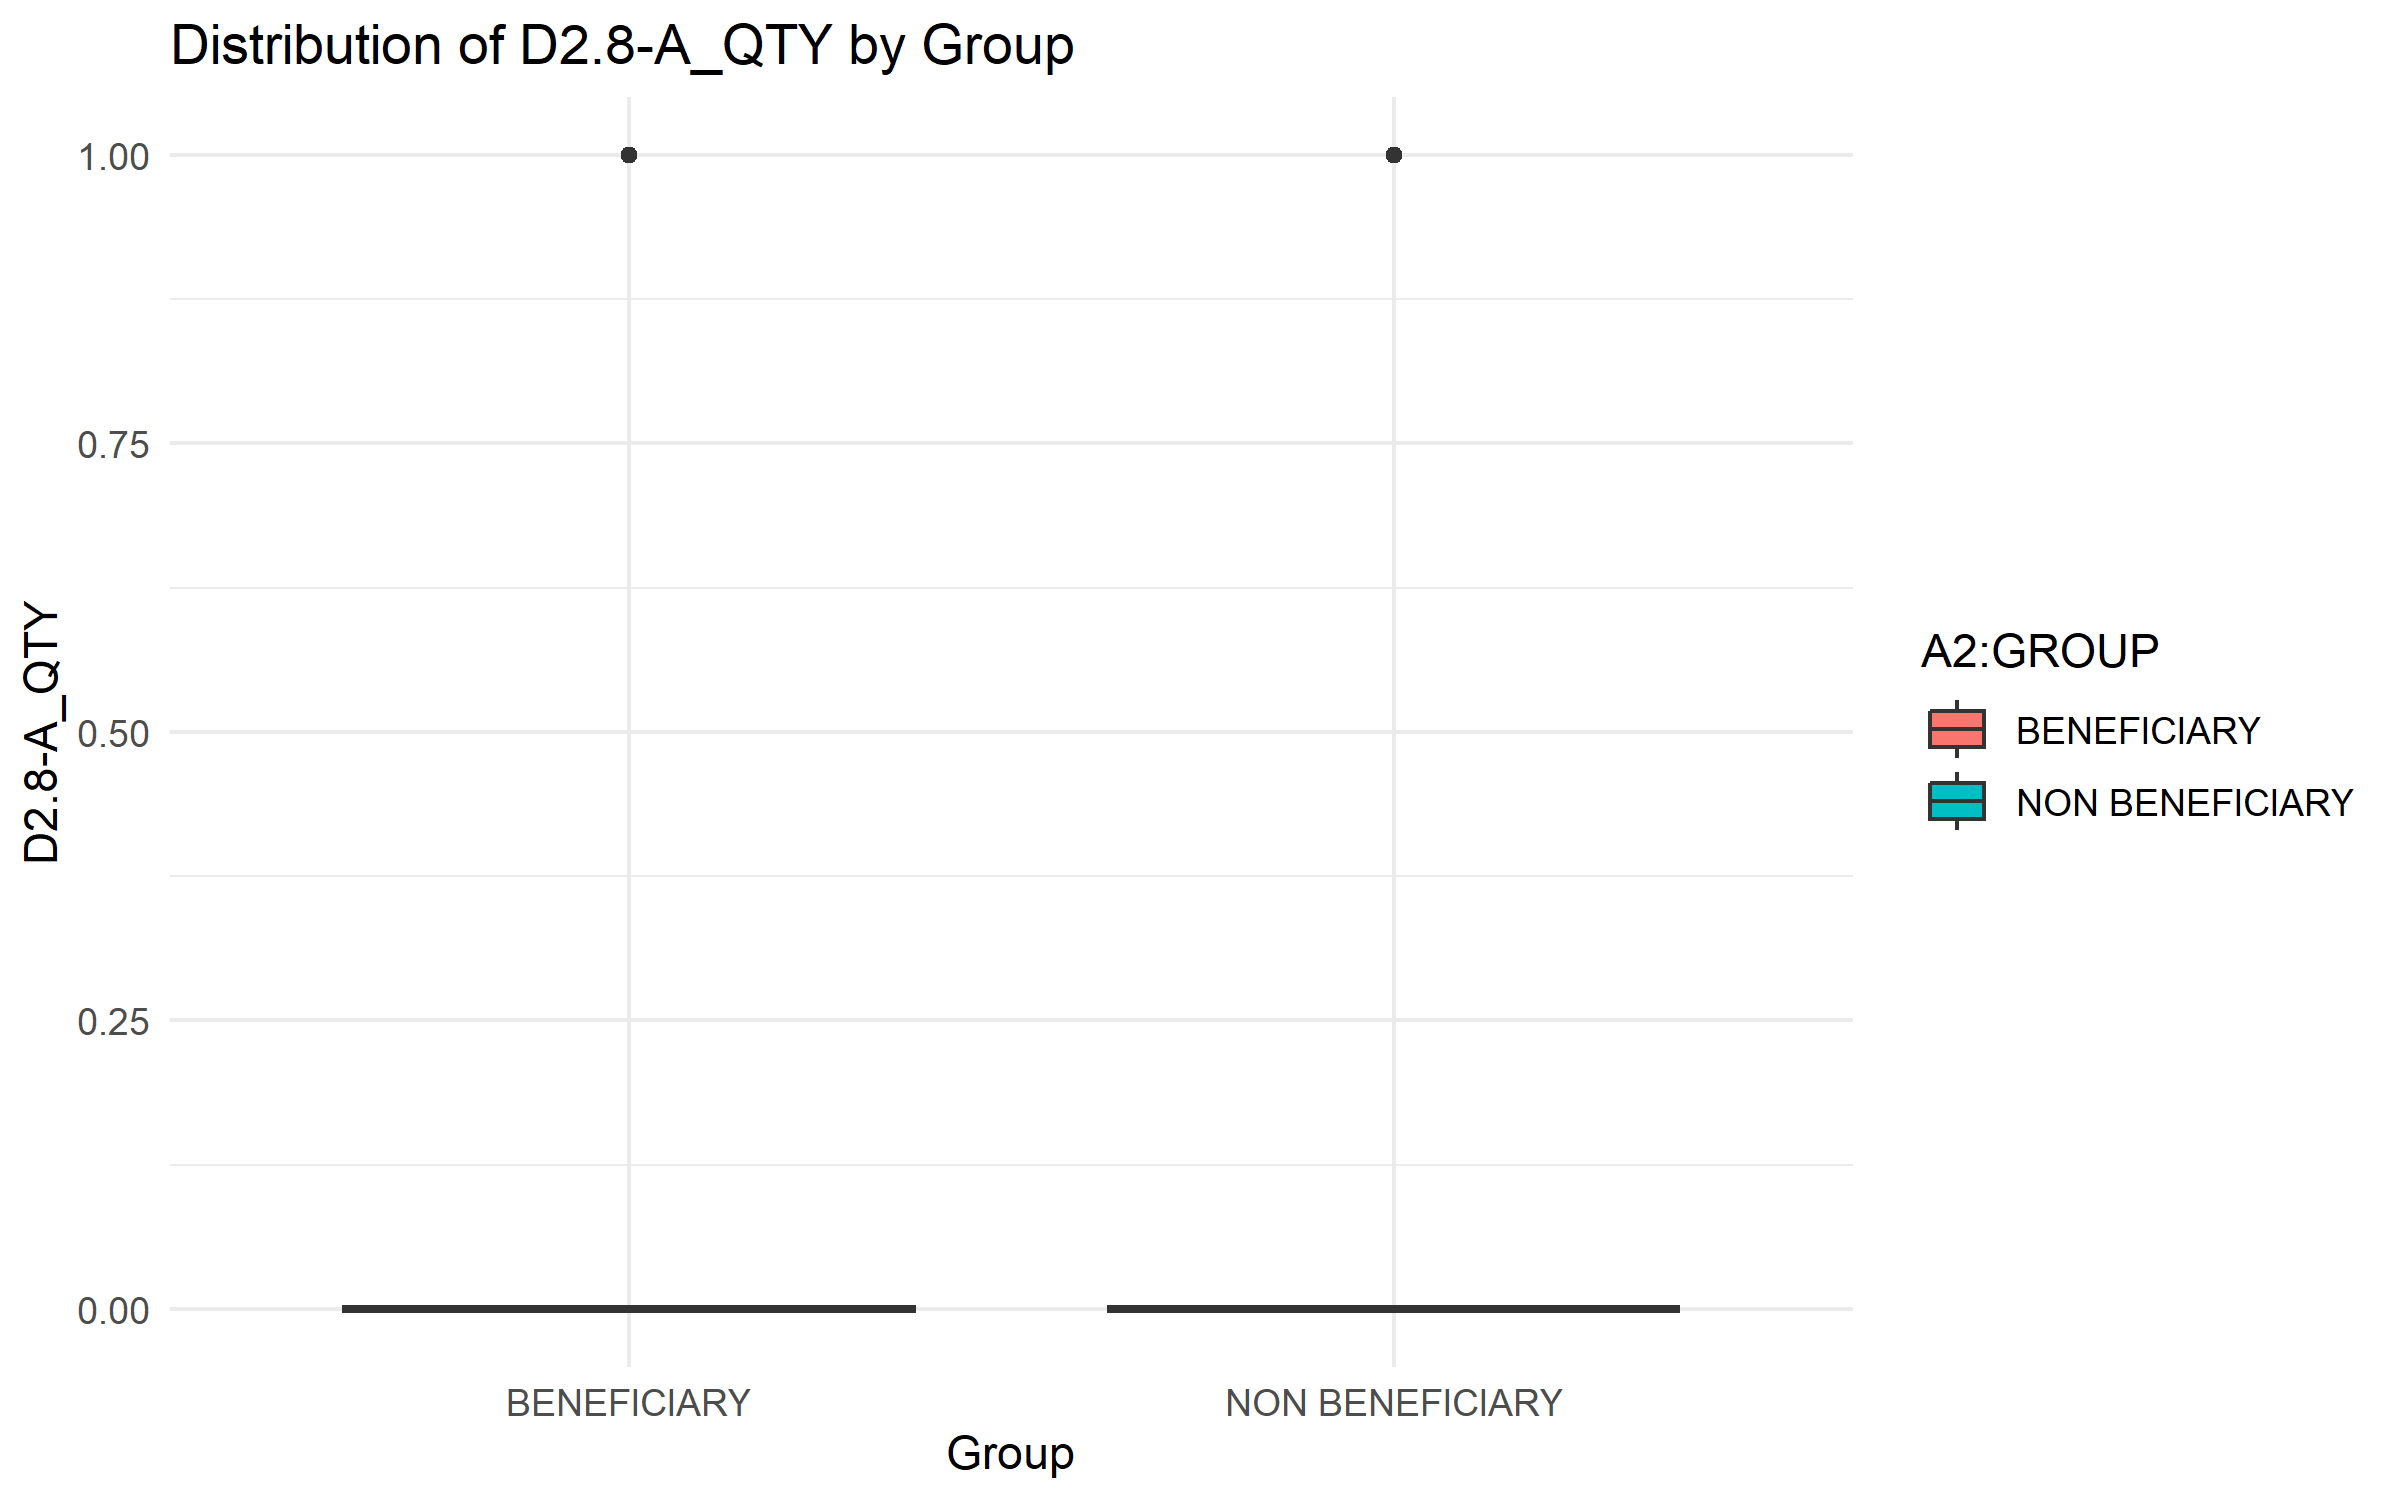 Distribution of D2.8-A_QTY by Group
D2.8-A_QTY
1.00
0.75
0.50
0.25
0.00
BENEFICIARY
NON BENEFICIARY
Group
A2:GROUP
BENEFICIARY
NON BENEFICIARY